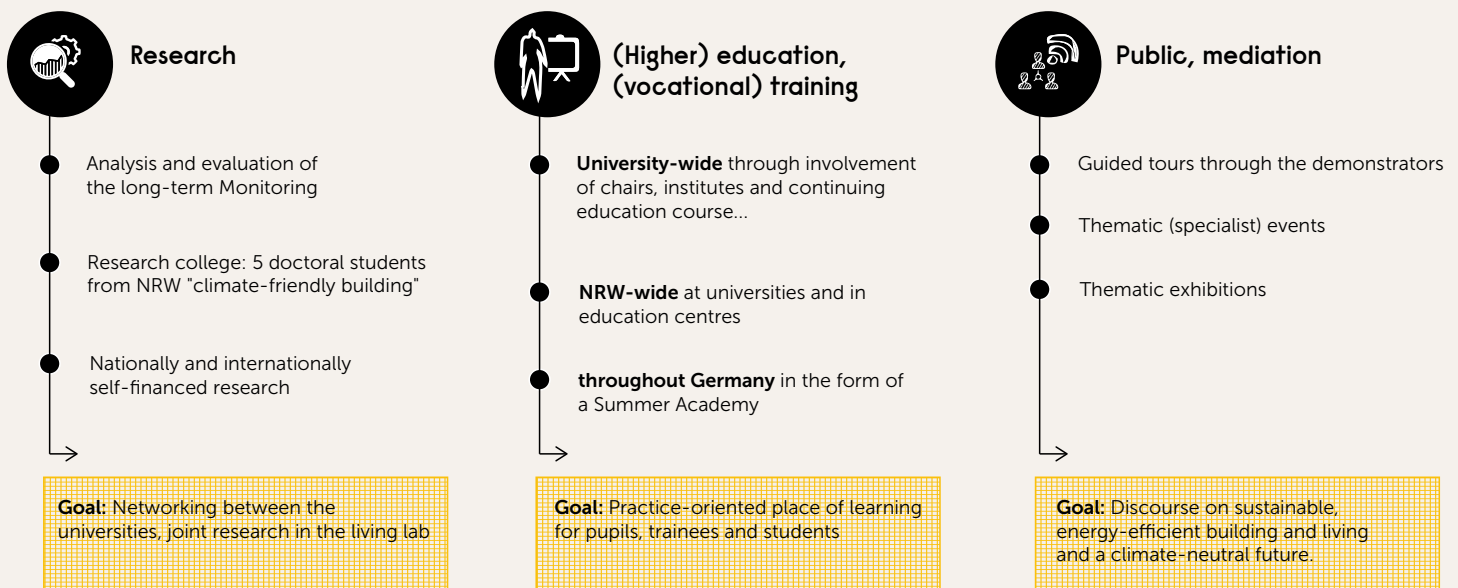 Research
Analysis and evaluation of
the long-term Monitoring
Research college: 5 doctoral students
from NRW "climate-friendly building"
Nationally and internationally
self-financed research
Goal: Networking between the
universities, joint research in the living lab
(Higher) education,
(vocational) training
University-wide through involvement
of chairs, institutes and continuing
education course...
NRW-wide at universities and in
education centres
throughout Germany in the form of
a Summer Academy
Goal: Practice-oriented place of learning
for pupils, trainees and students
Public, mediation
Guided tours through the demonstrators
Thematic (specialist) events
Thematic exhibitions
Goal: Discourse on sustainable,
energy-efficient building and living
and a climate-neutral future.